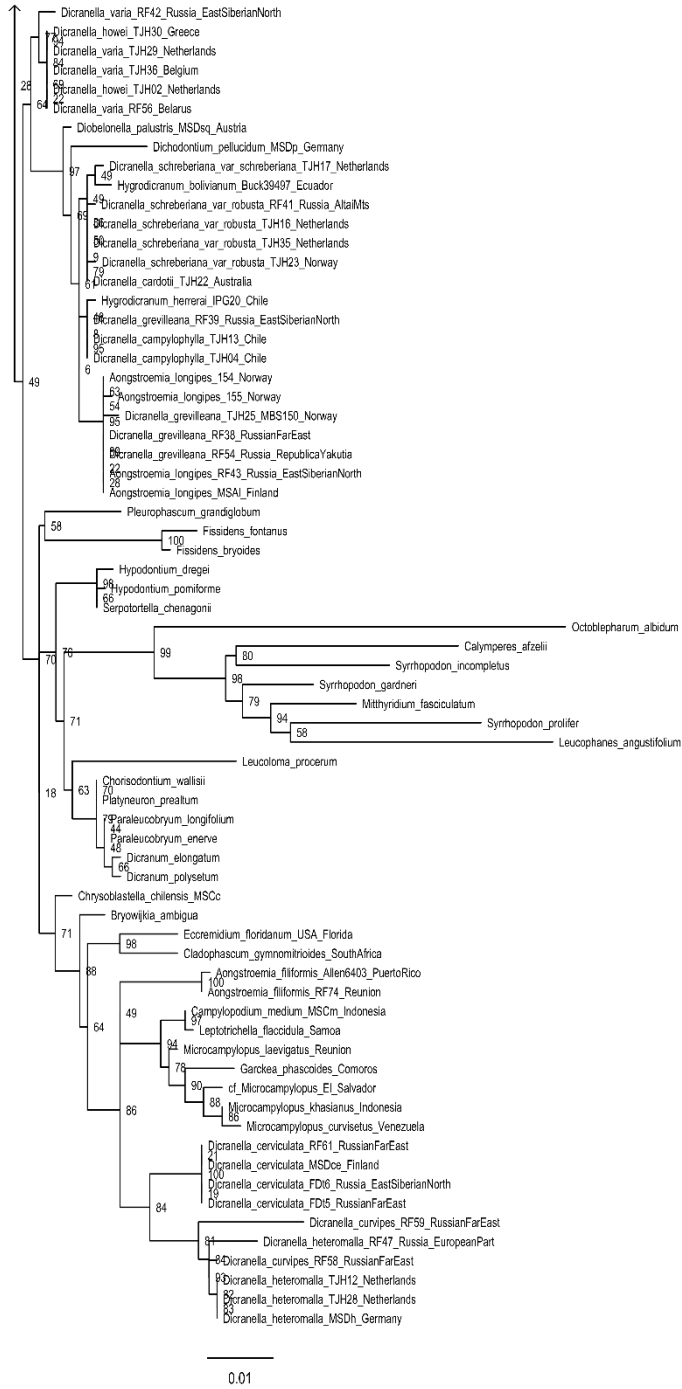 Dicranella_varia_RF42_Russia_EastSiberianNorth
Dicranella_howei_TJH30_Greece
Dicranella_varia_TJH29_Netherlands
84
Dicranella_varia_TJH36_Belgium
28
Dicranella_howei_TJH02_Netherlands
64
Dicranella_varia_RF56_Belarus
Diobelonella_palustris_MSDsq_Austria
Dichodontium_pellucidum_MSDp_Germany
97
Dicranella_schreberiana_var_schreberiana_TJH17_Netherlands
49
Hygrodicranum_bolivianum_Buck39497_Ecuador
49
Dicranella_schreberiana_var_robusta_RF41_Russia_AltaiMts
69
Dicranella_schreberiana_var_robusta_TJH16_Netherlands
Dicranella_schreberiana_var_robusta_TJH35_Netherlands
9
Dicranella_schreberiana_var_robusta_TJH23_Norway
79
Dicranella_cardotii_TJH22_Australia
61
Hygrodicranum_herrerai_IPG20_Chile
Dicranella_grevilleana_RF39_Russia_EastSiberianNorth
8
Dicranella_campylophylla_TJH13_Chile
95
Dicranella_campylophylla_TJH04_Chile
6
49
Aongstroemia_longipes_154_Norway
63
Aongstroemia_longipes_155_Norway
54
Dicranella_grevilleana_TJH25_MBS150_Norway
95
Dicranella_grevilleana_RF38_RussianFarEast
Dicranella_grevilleana_RF54_Russia_RepublicaYakutia
22
Aongstroemia_longipes_RF43_Russia_EastSiberianNorth
28
Aongstroemia_longipes_MSAl_Finland
Pleurophascum_grandiglobum
58
Fissidens_fontanus
100
Fissidens_bryoides
Hypodontium_dregei
98
Hypodontium_pomiforme
66
Serpotortella_chenagonii
Octoblepharum_albidum
Calymperes_afzelii
70
76
99
80
Syrrhopodon_incompletus
98
Syrrhopodon_gardneri
79
Mitthyridium_fasciculatum
71
94
Syrrhopodon_prolifer
58
Leucophanes_angustifolium
Leucoloma_procerum
Chorisodontium_wallisii
18
63
70
Platyneuron_prealtum
79
Paraleucobryum_longifolium
44
Paraleucobryum_enerve
48
Dicranum_elongatum
66
Dicranum_polysetum
Chrysoblastella_chilensis_MSCc
Bryowijkia_ambigua
71
Eccremidium_floridanum_USA_Florida
98
Cladophascum_gymnomitrioides_SouthAfrica
88
Aongstroemia_filiformis_Allen6403_PuertoRico
100
Aongstroemia_filiformis_RF74_Reunion
64
49
Campylopodium_medium_MSCm_Indonesia
97
Leptotrichella_flaccidula_Samoa
94
Microcampylopus_laevigatus_Reunion
78
Garckea_phascoides_Comoros
90
cf_Microcampylopus_El_Salvador
88
Microcampylopus_khasianus_Indonesia
86
86
Microcampylopus_curvisetus_Venezuela
Dicranella_cerviculata_RF61_RussianFarEast
21
Dicranella_cerviculata_MSDce_Finland
100
Dicranella_cerviculata_FDt6_Russia_EastSiberianNorth
19
Dicranella_cerviculata_FDt5_RussianFarEast
84
Dicranella_curvipes_RF59_RussianFarEast
81
Dicranella_heteromalla_RF47_Russia_EuropeanPart
84
Dicranella_curvipes_RF58_RussianFarEast
93
Dicranella_heteromalla_TJH12_Netherlands
Dicranella_heteromalla_TJH28_Netherlands
83
Dicranella_heteromalla_MSDh_Germany
0.01